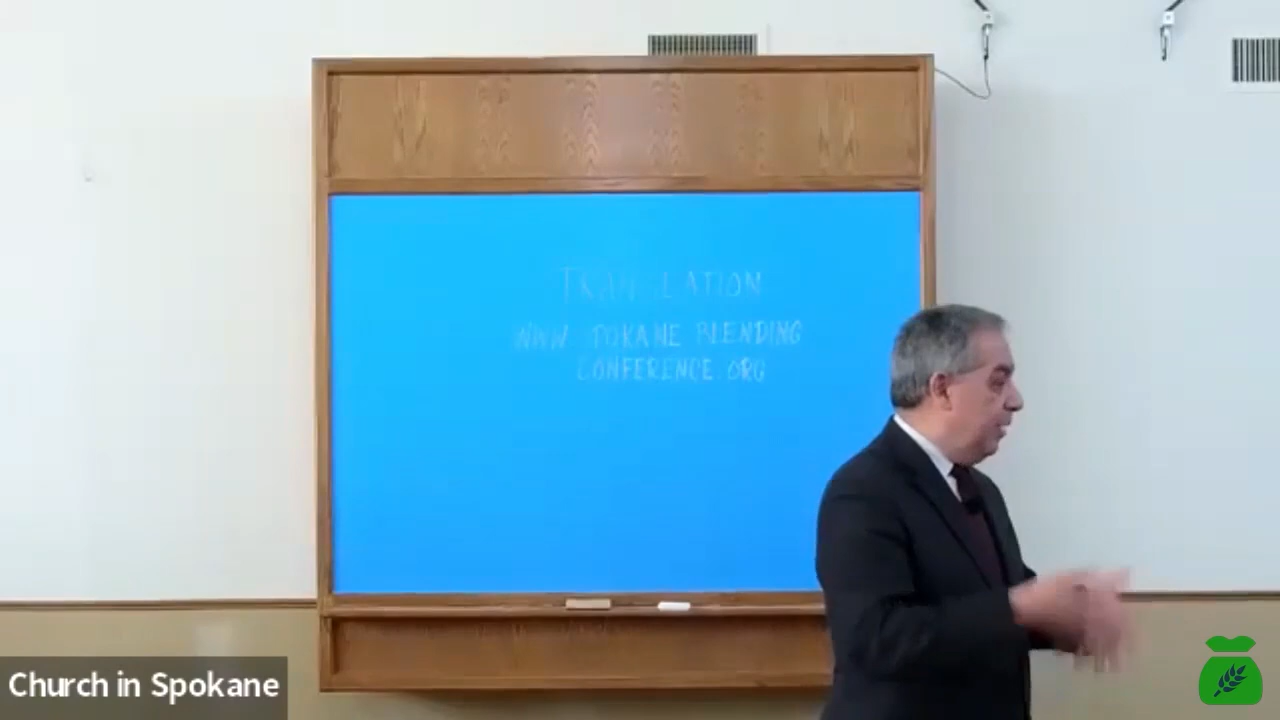 TRANSLATION
WWW SPOKANE BLENDING
CONFERENCE.ORG
Church in Spokane